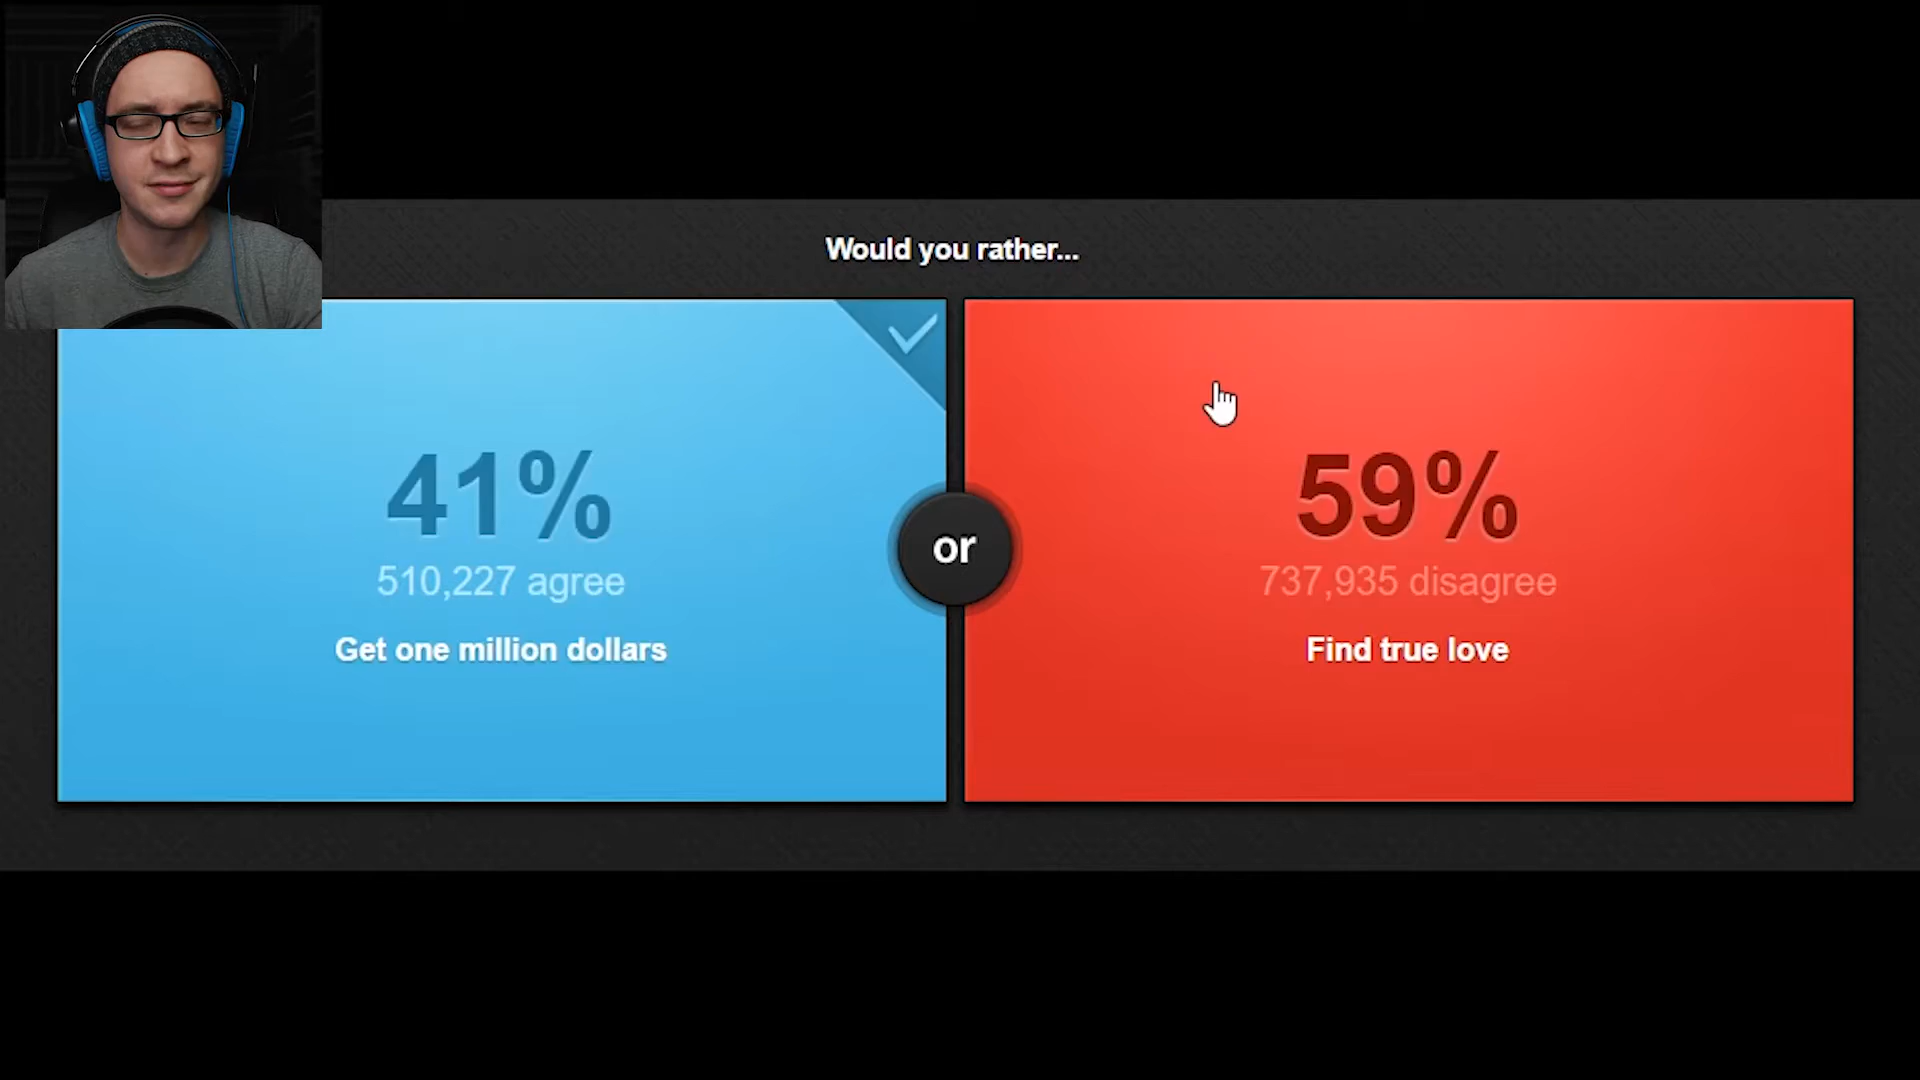 Would you rather...
41%
510,227 agree
Get one million dollars
or
59%
737,935 disagree
Find true love